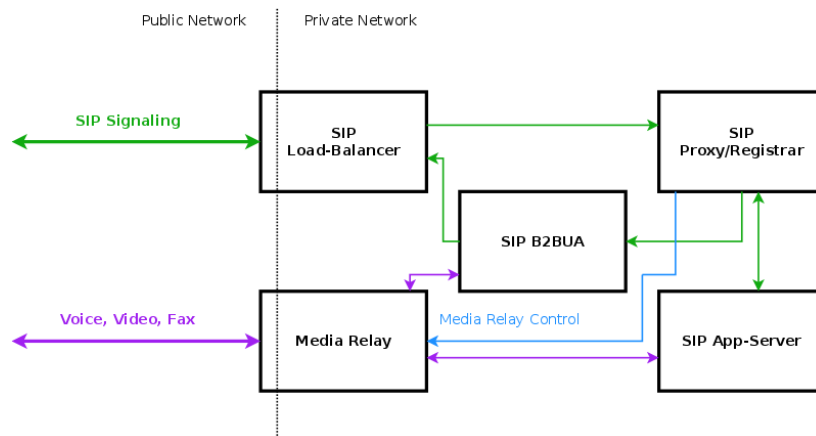 Public Network
Private Network
SIP Signaling
SIP
Load-Balancer
SIP
Proxy/Registrar
SIP B2BUA
Voice, Video, Fax
Media Relay
Media Relay Control
SIP App-Server